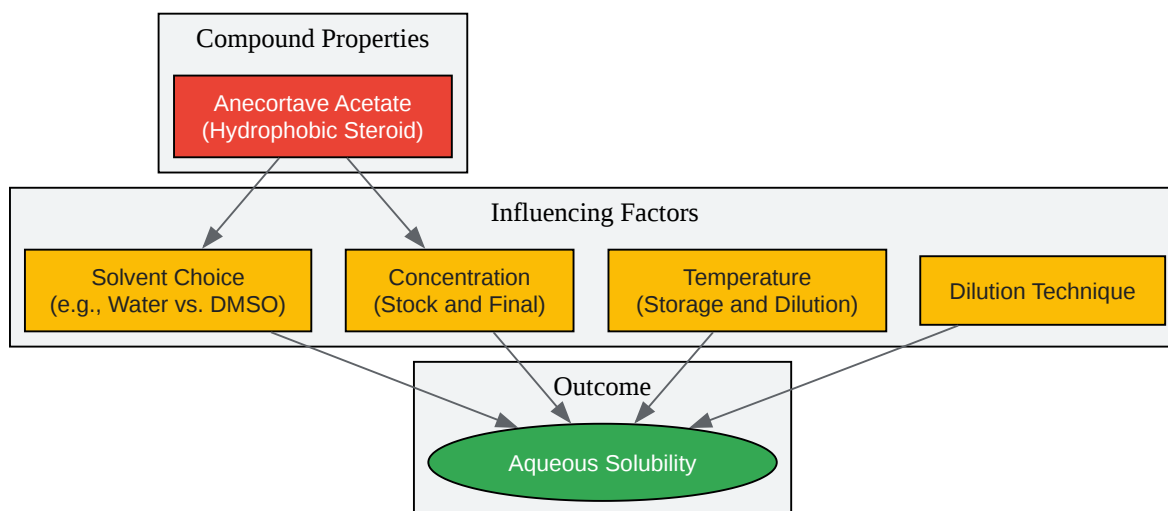 Compound Properties
Anecortave Acetate
(Hydrophobic Steroid)
Influencing Factors
Solvent Choice
(e.g., Water vs. DMSO)
Concentration
(Stock and Final)
Temperature
(Storage and Dilution)
Dilution Technique
Outcome
Aqueous Solubility